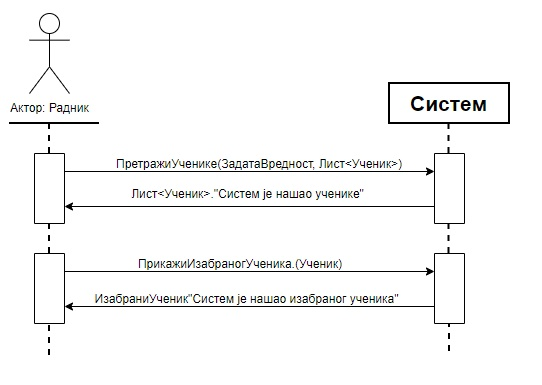 Актор: Радник
Систем
ПретражиУченике(ЗадатаВредност, Лист<Ученик>)
Лист<Ученик>."Систем је нашао ученике"
ПрикажиИзабраногУченика.(Ученик)
ИзабраниУченик"Систем је нашао изабраног ученика"